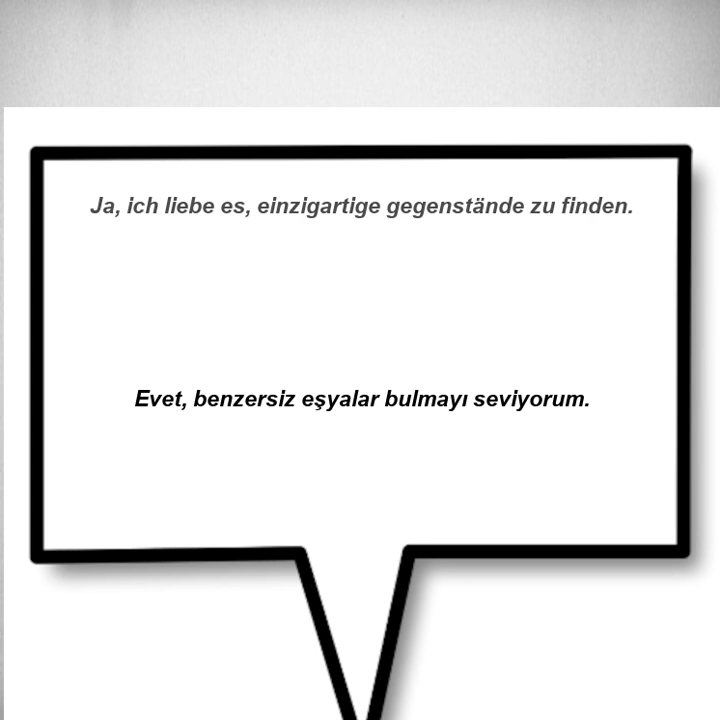 Ja, ich liebe es, einzigartige gegenstände zu finden.
Evet, benzersiz eşyalar bulmayı seviyorum.